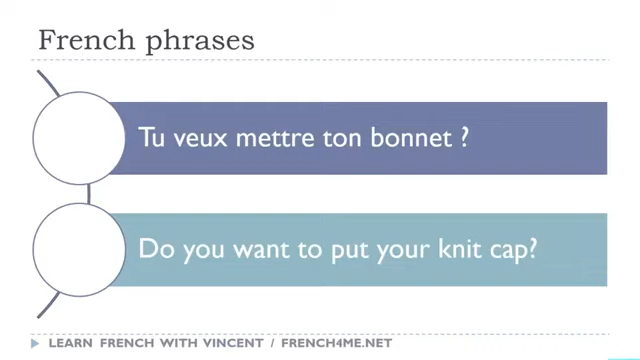 French phrases
Tu veux mettre ton bonnet ?
Do you want to put your knit cap?
LEARN FRENCH WITH VINCENT / FRENCH4ME.NET